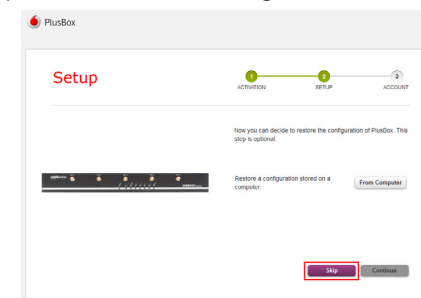 PlusBox
Setup
1
2
3
ACTIVATION
SETUP
ACCOUNT
Now you can decide to restore the configuration of PlusBox. This
step is optional.
Restore a configuration stored on a
computer.
From Computer
Skip
Continue